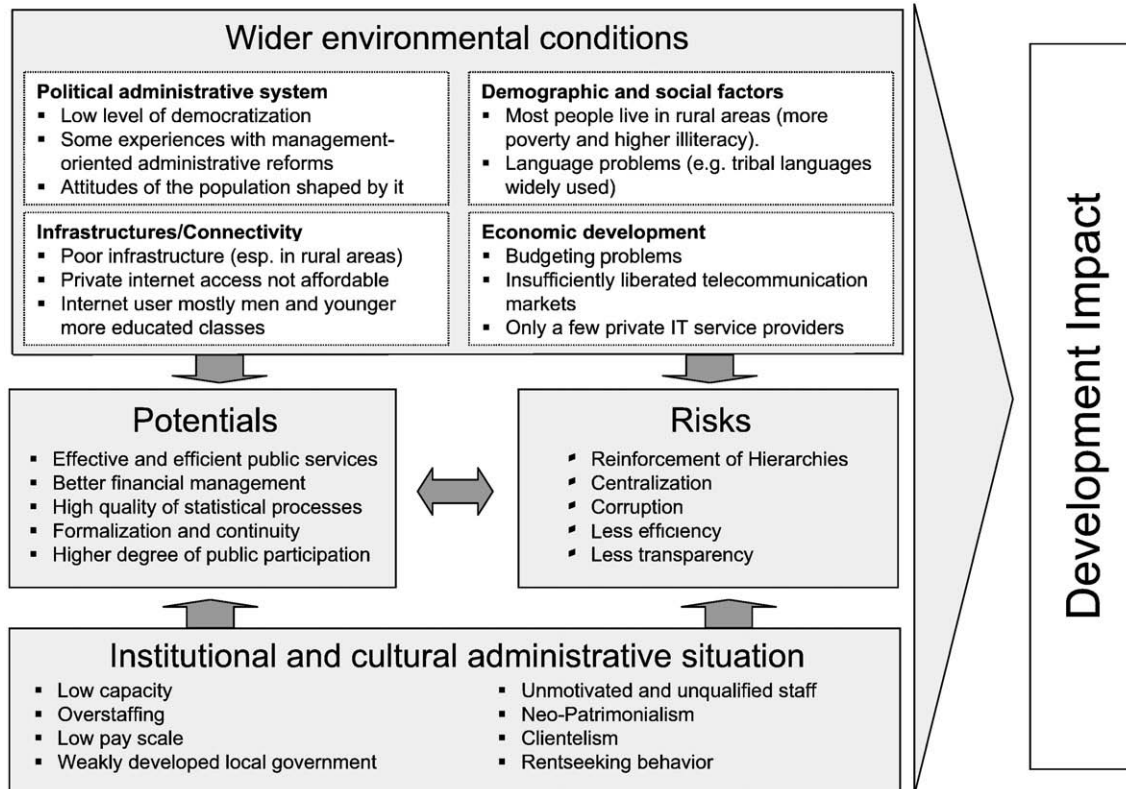 Wider environmental conditions
Political administrative system
▪ Low level of democratization
▪ Some experiences with management-
oriented administrative reforms
▪ Attitudes of the population shaped by it
Demographic and social factors
▪ Most people live in rural areas (more
poverty and higher illiteracy).
▪ Language problems (e.g. tribal languages
widely used)
Infrastructures/Connectivity
▪ Poor infrastructure (esp. in rural areas)
▪ Private internet access not affordable
▪ Internet user mostly men and younger
more educated classes
Economic development
▪ Budgeting problems
▪ Insufficiently liberated telecommunication
markets
▪ Only a few private IT service providers
Potentials
▪ Effective and efficient public services
▪ Better financial management
▪ High quality of statistical processes
▪ Formalization and continuity
▪ Higher degree of public participation
Risks
▪ Reinforcement of Hierarchies
▪ Centralization
▪ Corruption
▪ Less efficiency
▪ Less transparency
Institutional and cultural administrative situation
▪ Low capacity
▪ Overstaffing
▪ Low pay scale
▪ Weakly developed local government
▪ Unmotivated and unqualified staff
▪ Neo-Patrimonialism
▪ Clientelism
▪ Rentseeking behavior
Development Impact